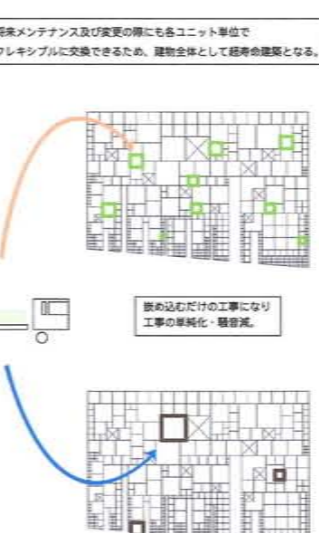 将来メンテナンス及び変更の際にも各ユニット単位で
フレキシブルに交換できるため、建物全体として超寿命建築となる。
嵌め込むだけの工事になり
工事の単純化・騒音減。